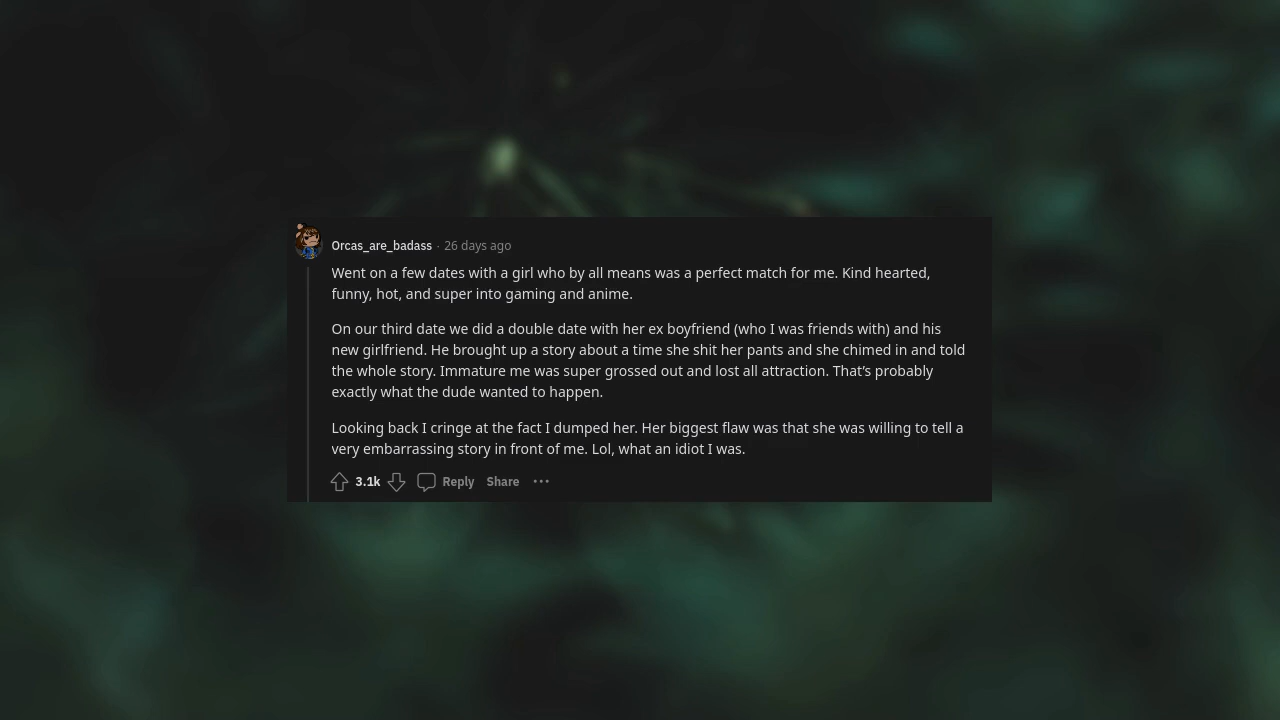 Orcas_are_badass · 26 days ago
Went on a few dates with a girl who by all means was a perfect match for me. Kind hearted,
funny, hot, and super into gaming and anime.
On our third date we did a double date with her ex boyfriend (who I was friends with) and his
new girlfriend. He brought up a story about a time she shit her pants and she chimed in and told
the whole story. Immature me was super grossed out and lost all attraction. That’s probably
exactly what the dude wanted to happen.
Looking back I cringe at the fact I dumped her. Her biggest flaw was that she was willing to tell a
very embarrassing story in front of me. Lol, what an idiot I was.
3.1k Reply Share •••